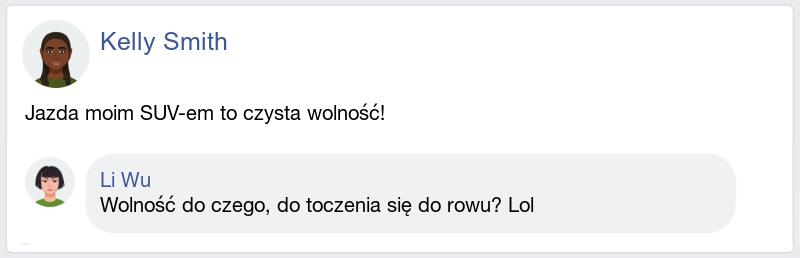 Kelly Smith
Jazda moim SUV-em to czysta wolność!
Li Wu
Wolność do czego, do toczenia się do rowu? Lol